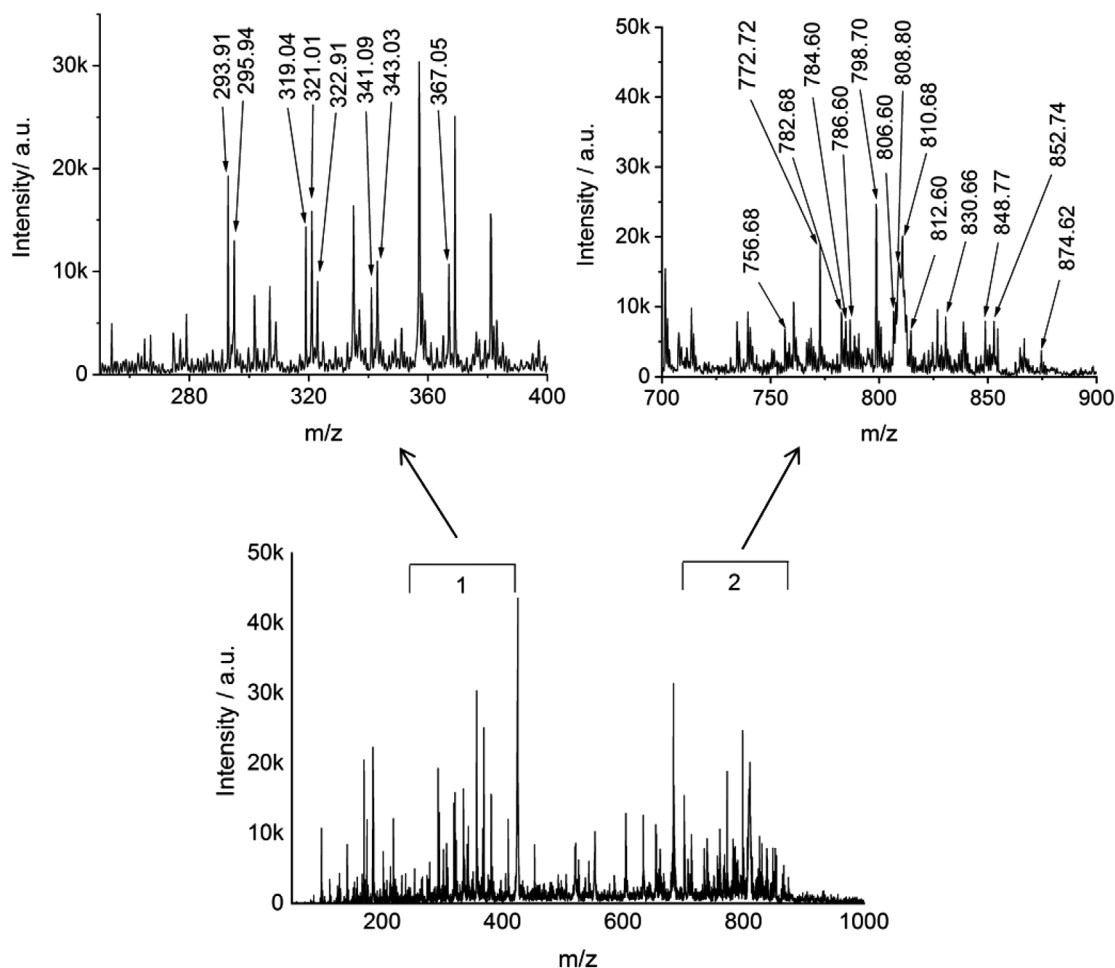 293.91
295.94
319.04
321.01
322.91
341.09
343.03
367.05
30k
20k
10k
0
Intensity/ a.u.
280
320
360
400
m/z
756.68
772.72
782.68
784.60
786.60
798.70
806.60
808.80
810.68
812.60
830.66
848.77
852.74
874.62
50k
40k
30k
20k
10k
0
Intensity / a.u.
700
750
800
850
900
m/z
1
2
50k
40k
30k
20k
10k
0
Intensity / a.u.
200
400
600
800
1000
m/z